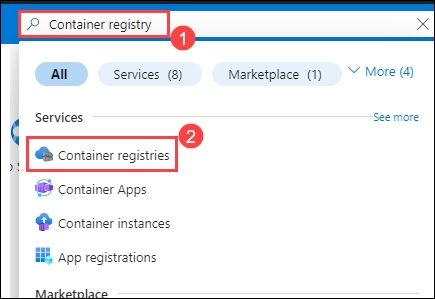 Container registry
1
All
Services (8)
Marketplace (1)
More (4)
Services
See more
2
Container registries
Container Apps
Container instances
App registrations
Marketplace